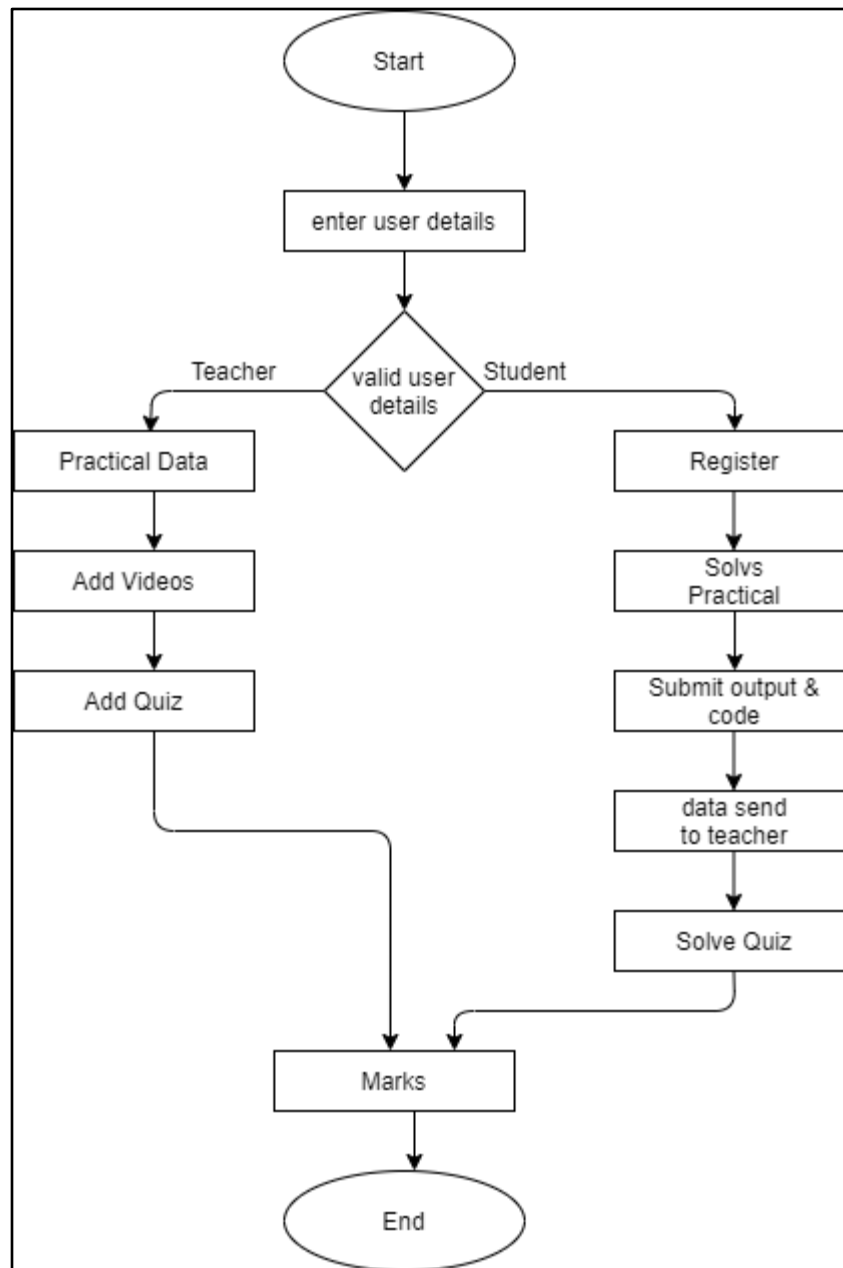 Start
enter user details
Teacher
valid user
details
Student
Practical Data
Register
Add Videos
Solvs
Practical
Add Quiz
Submit output &
code
data send
to teacher
Solve Quiz
Marks
End